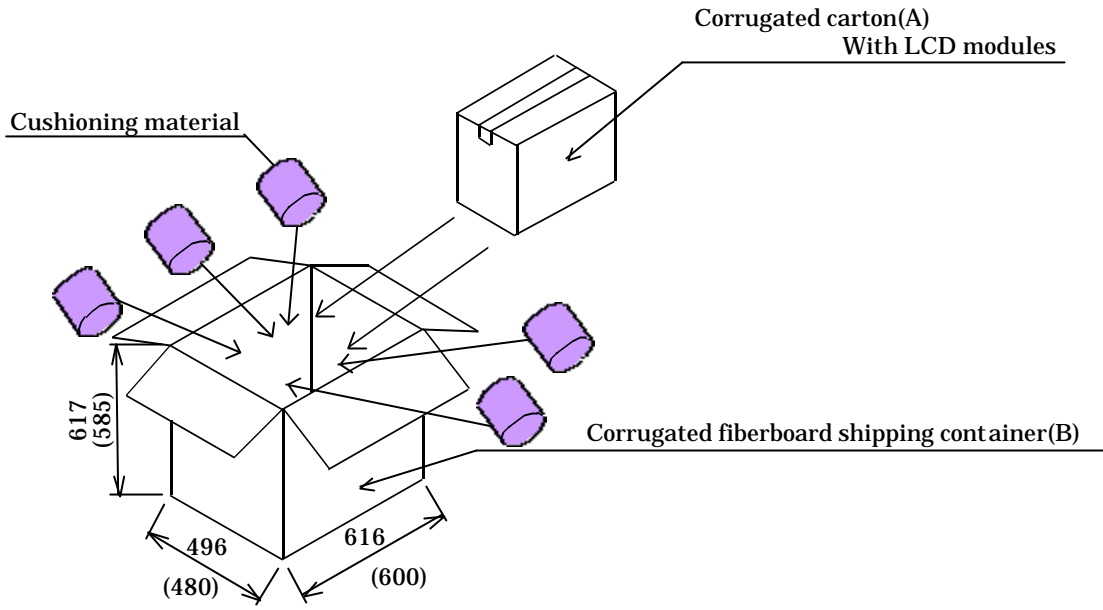 Corrugated carton(A)
With LCD modules
Cushioning material
617
(585)
Corrugated fiberboard shipping container(B)
496
(480)
616
(600)